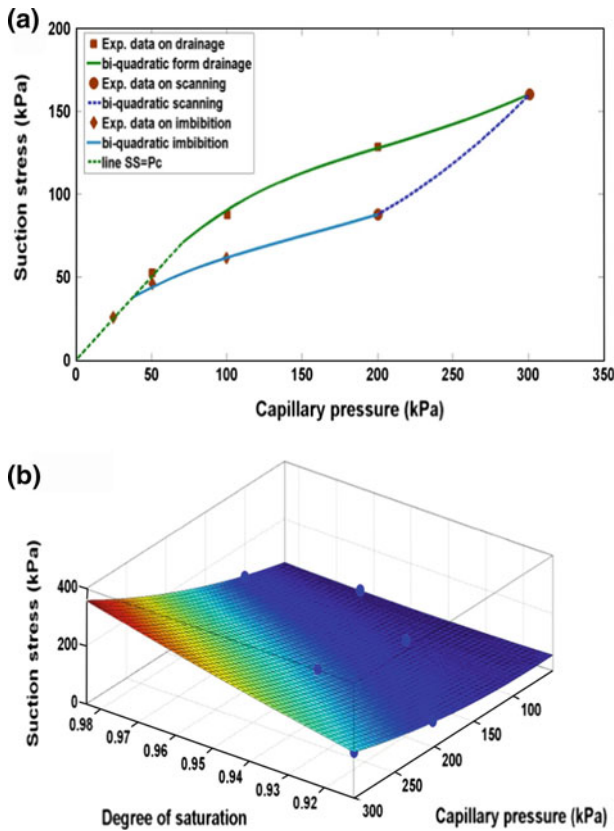 (a)
200
150
100
50
0
Suction stress (kPa)
Exp. data on drainage
bi-quadratic form drainage
Exp. data on scanning
bi-quadratic scanning
Exp. data on imbibition
bi-quadratic imbibition
line SS=Pc
0 50 100 150 200 250 300 350
Capillary pressure (kPa)
(b)
Suction stress (kPa)
400
200
0
0.98 0.97 0.96 0.95 0.94 0.93 0.92
Degree of saturation
300 250 200 150 100
Capillary pressure (kPa)